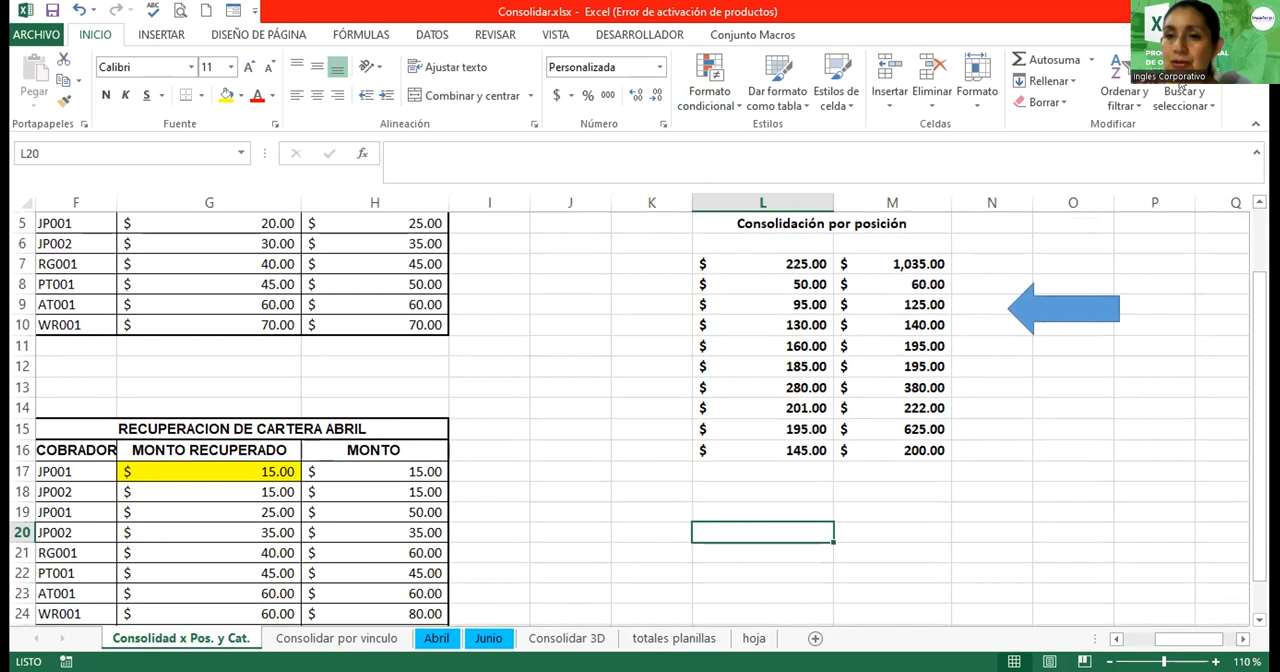 Consolidar.xlsx - Excel (Error de activación de productos)
ARCHIVO INICIO INSERTAR DISEÑO DE PÁGINA FÓRMULAS DATOS REVISAR VISTA DESARROLLADOR Conjunto Macros
Ingles Corporativo
Pegar
Calibri 11
N K S
Ajustar texto
Combinar y centrar
Personalizada
$ % 000
Formato condicional
Dar formato como tabla
Estilos de celda
Insertar Eliminar Formato
Autosuma
Rellenar
Borrar
Ordenar y filtrar
Buscar y seleccionar
Portapapeles Fuente Alineación Número Estilos Celdas Modificar
L20 fx
F G H I J K L M N O P Q
5 JP001 $ 20.00 $ 25.00 Consolidación por posición
6 JP002 $ 30.00 $ 35.00
7 RG001 $ 40.00 $ 45.00 $ 225.00 $ 1,035.00
8 PT001 $ 45.00 $ 50.00 $ 50.00 $ 60.00
9 AT001 $ 60.00 $ 60.00 $ 95.00 $ 125.00
10 WR001 $ 70.00 $ 70.00 $ 130.00 $ 140.00
11 $ 160.00 $ 195.00
12 $ 185.00 $ 195.00
13 $ 280.00 $ 380.00
14 $ 201.00 $ 222.00
15 RECUPERACION DE CARTERA ABRIL $ 195.00 $ 625.00
16 COBRADOR MONTO RECUPERADO MONTO $ 145.00 $ 200.00
17 JP001 $ 15.00 $ 15.00
18 JP002 $ 15.00 $ 15.00
19 JP001 $ 25.00 $ 50.00
20 JP002 $ 35.00 $ 35.00
21 RG001 $ 40.00 $ 60.00
22 PT001 $ 45.00 $ 45.00
23 AT001 $ 60.00 $ 60.00
24 WR001 $ 60.00 $ 80.00
Consolidad x Pos. y Cat. Consolidar por vinculo Abril Junio Consolidar 3D totales planillas hoja
LISTO 110 %